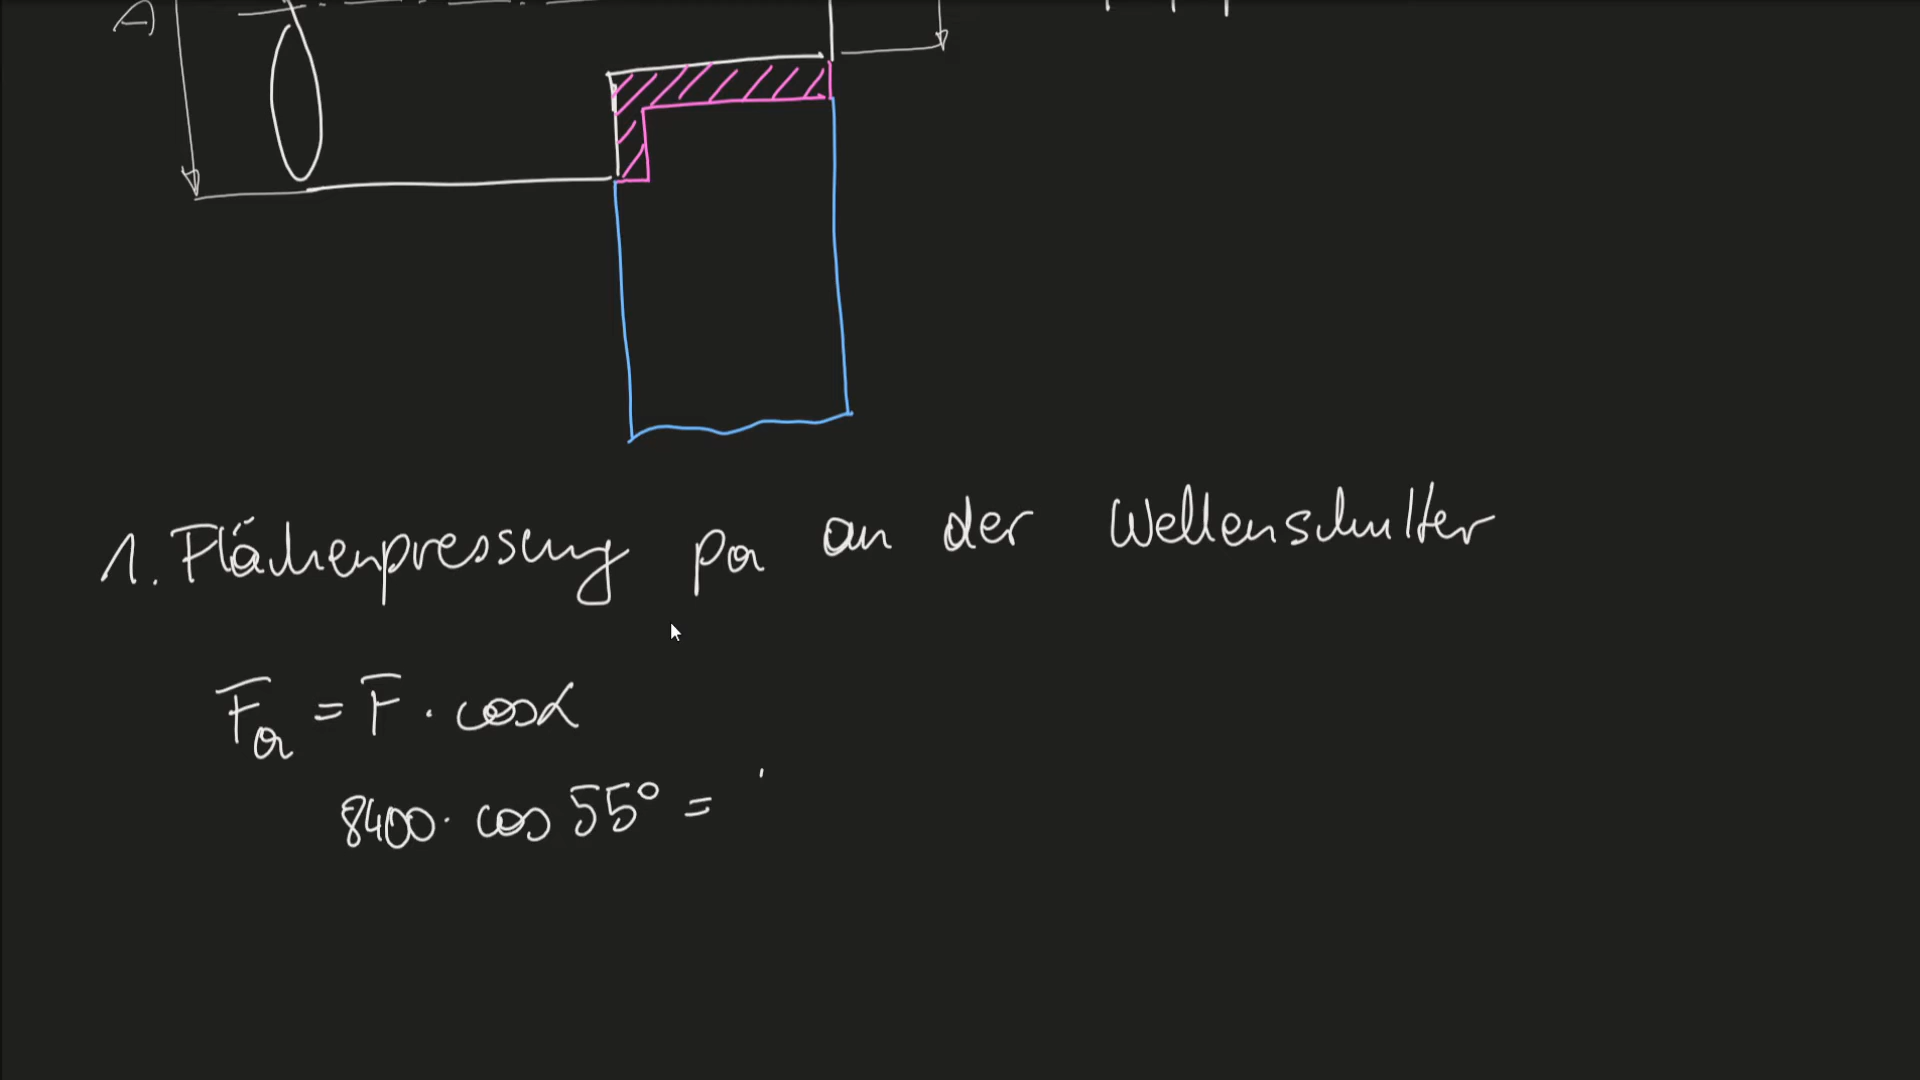 1. Flächenpressung pa an der Wellenschulter
Fa = F · cosα
8400 · cos 55° =